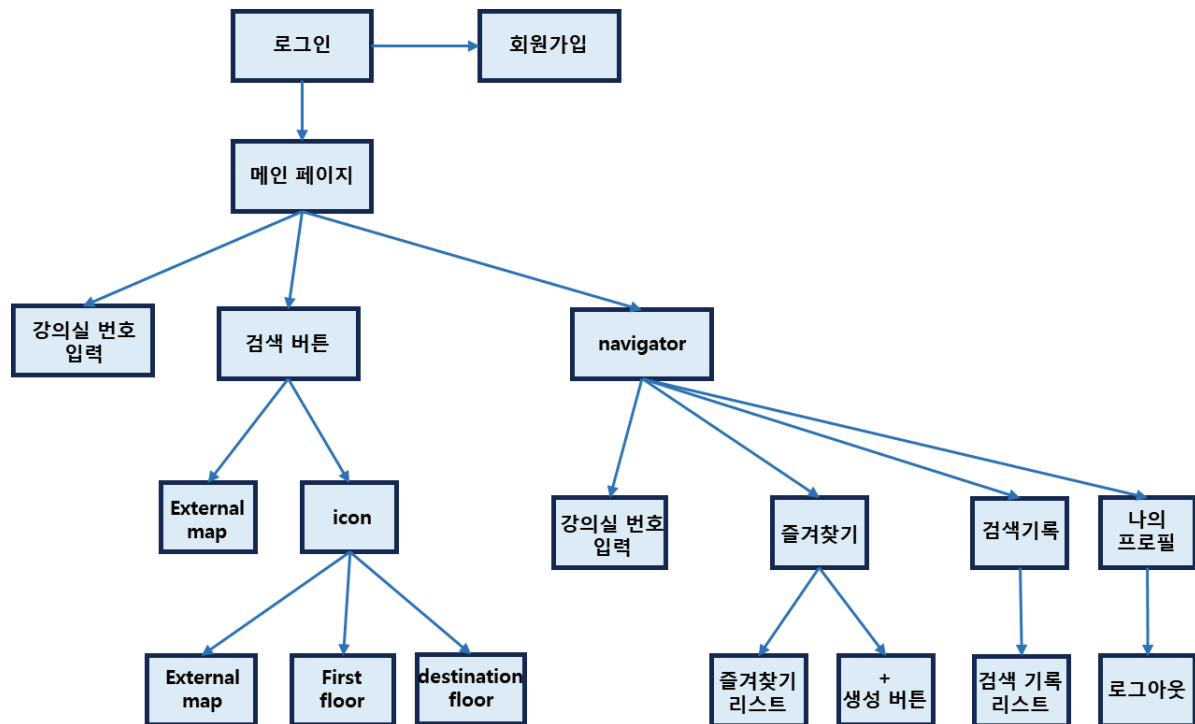 로그인
회원가입
메인 페이지
강의실 번호
입력
검색 버튼
navigator
External
map
icon
강의실 번호
입력
즐겨찾기
검색기록
나의
프로필
External
map
First
floor
destination
floor
즐겨찾기
리스트
+
생성 버튼
검색 기록
리스트
로그아웃